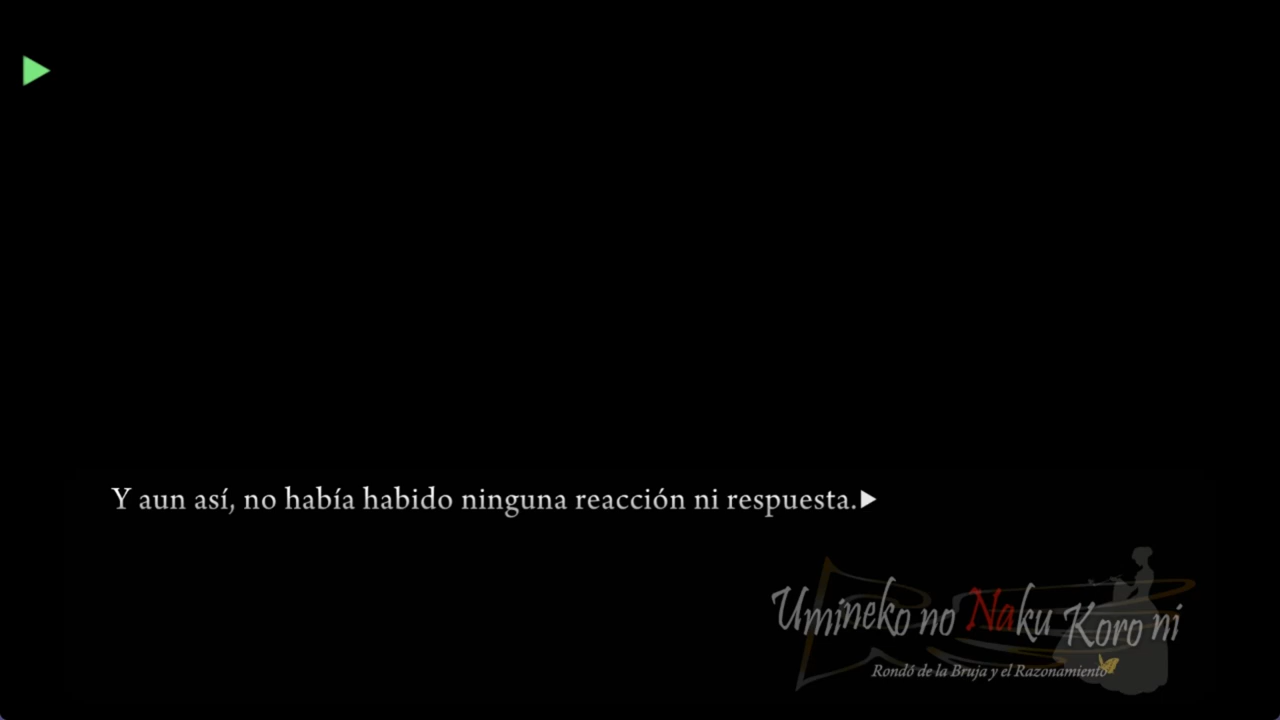 Y aun así, no había habido ninguna reacción ni respuesta.
Umineko no Naku Koro ni
Rondó de la Bruja y el Razonamiento